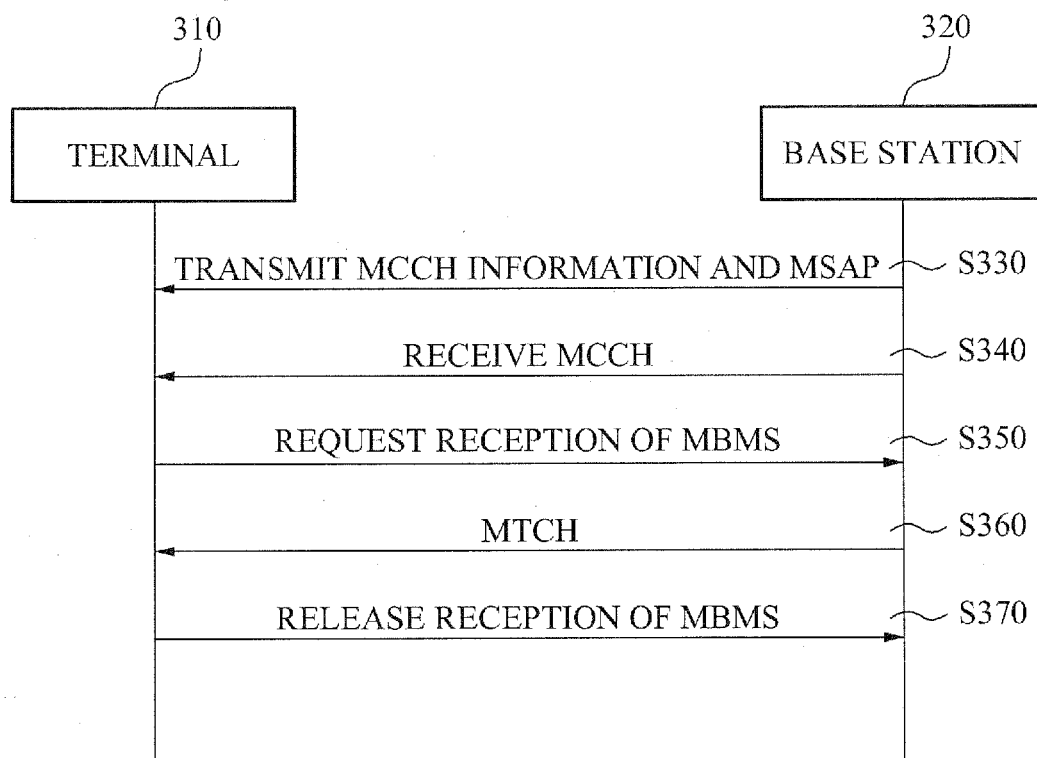 310
320
TERMINAL
BASE STATION
TRANSMIT MCCH INFORMATION AND MSAP
S330
RECEIVE MCCH
S340
REQUEST RECEPTION OF MBMS
S350
MTCH
S360
RELEASE RECEPTION OF MBMS
S370